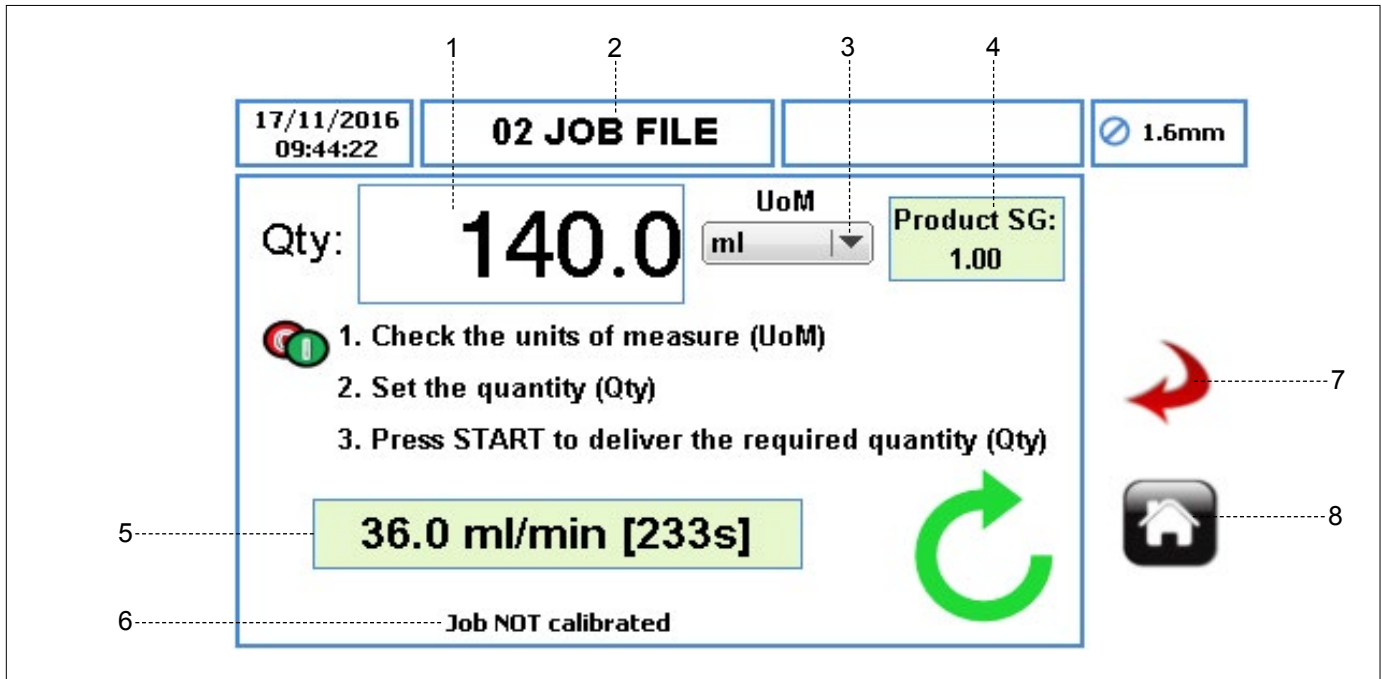 1
2
3
4
17/11/2016
09:44:22
02 JOB FILE
1.6mm
Qty:
140.0
UoM
ml
Product SG:
1.00
1. Check the units of measure (UoM)
2. Set the quantity (Qty)
3. Press START to deliver the required quantity (Qty)
7
5
36.0 ml/min [233s]
8
6
Job NOT calibrated